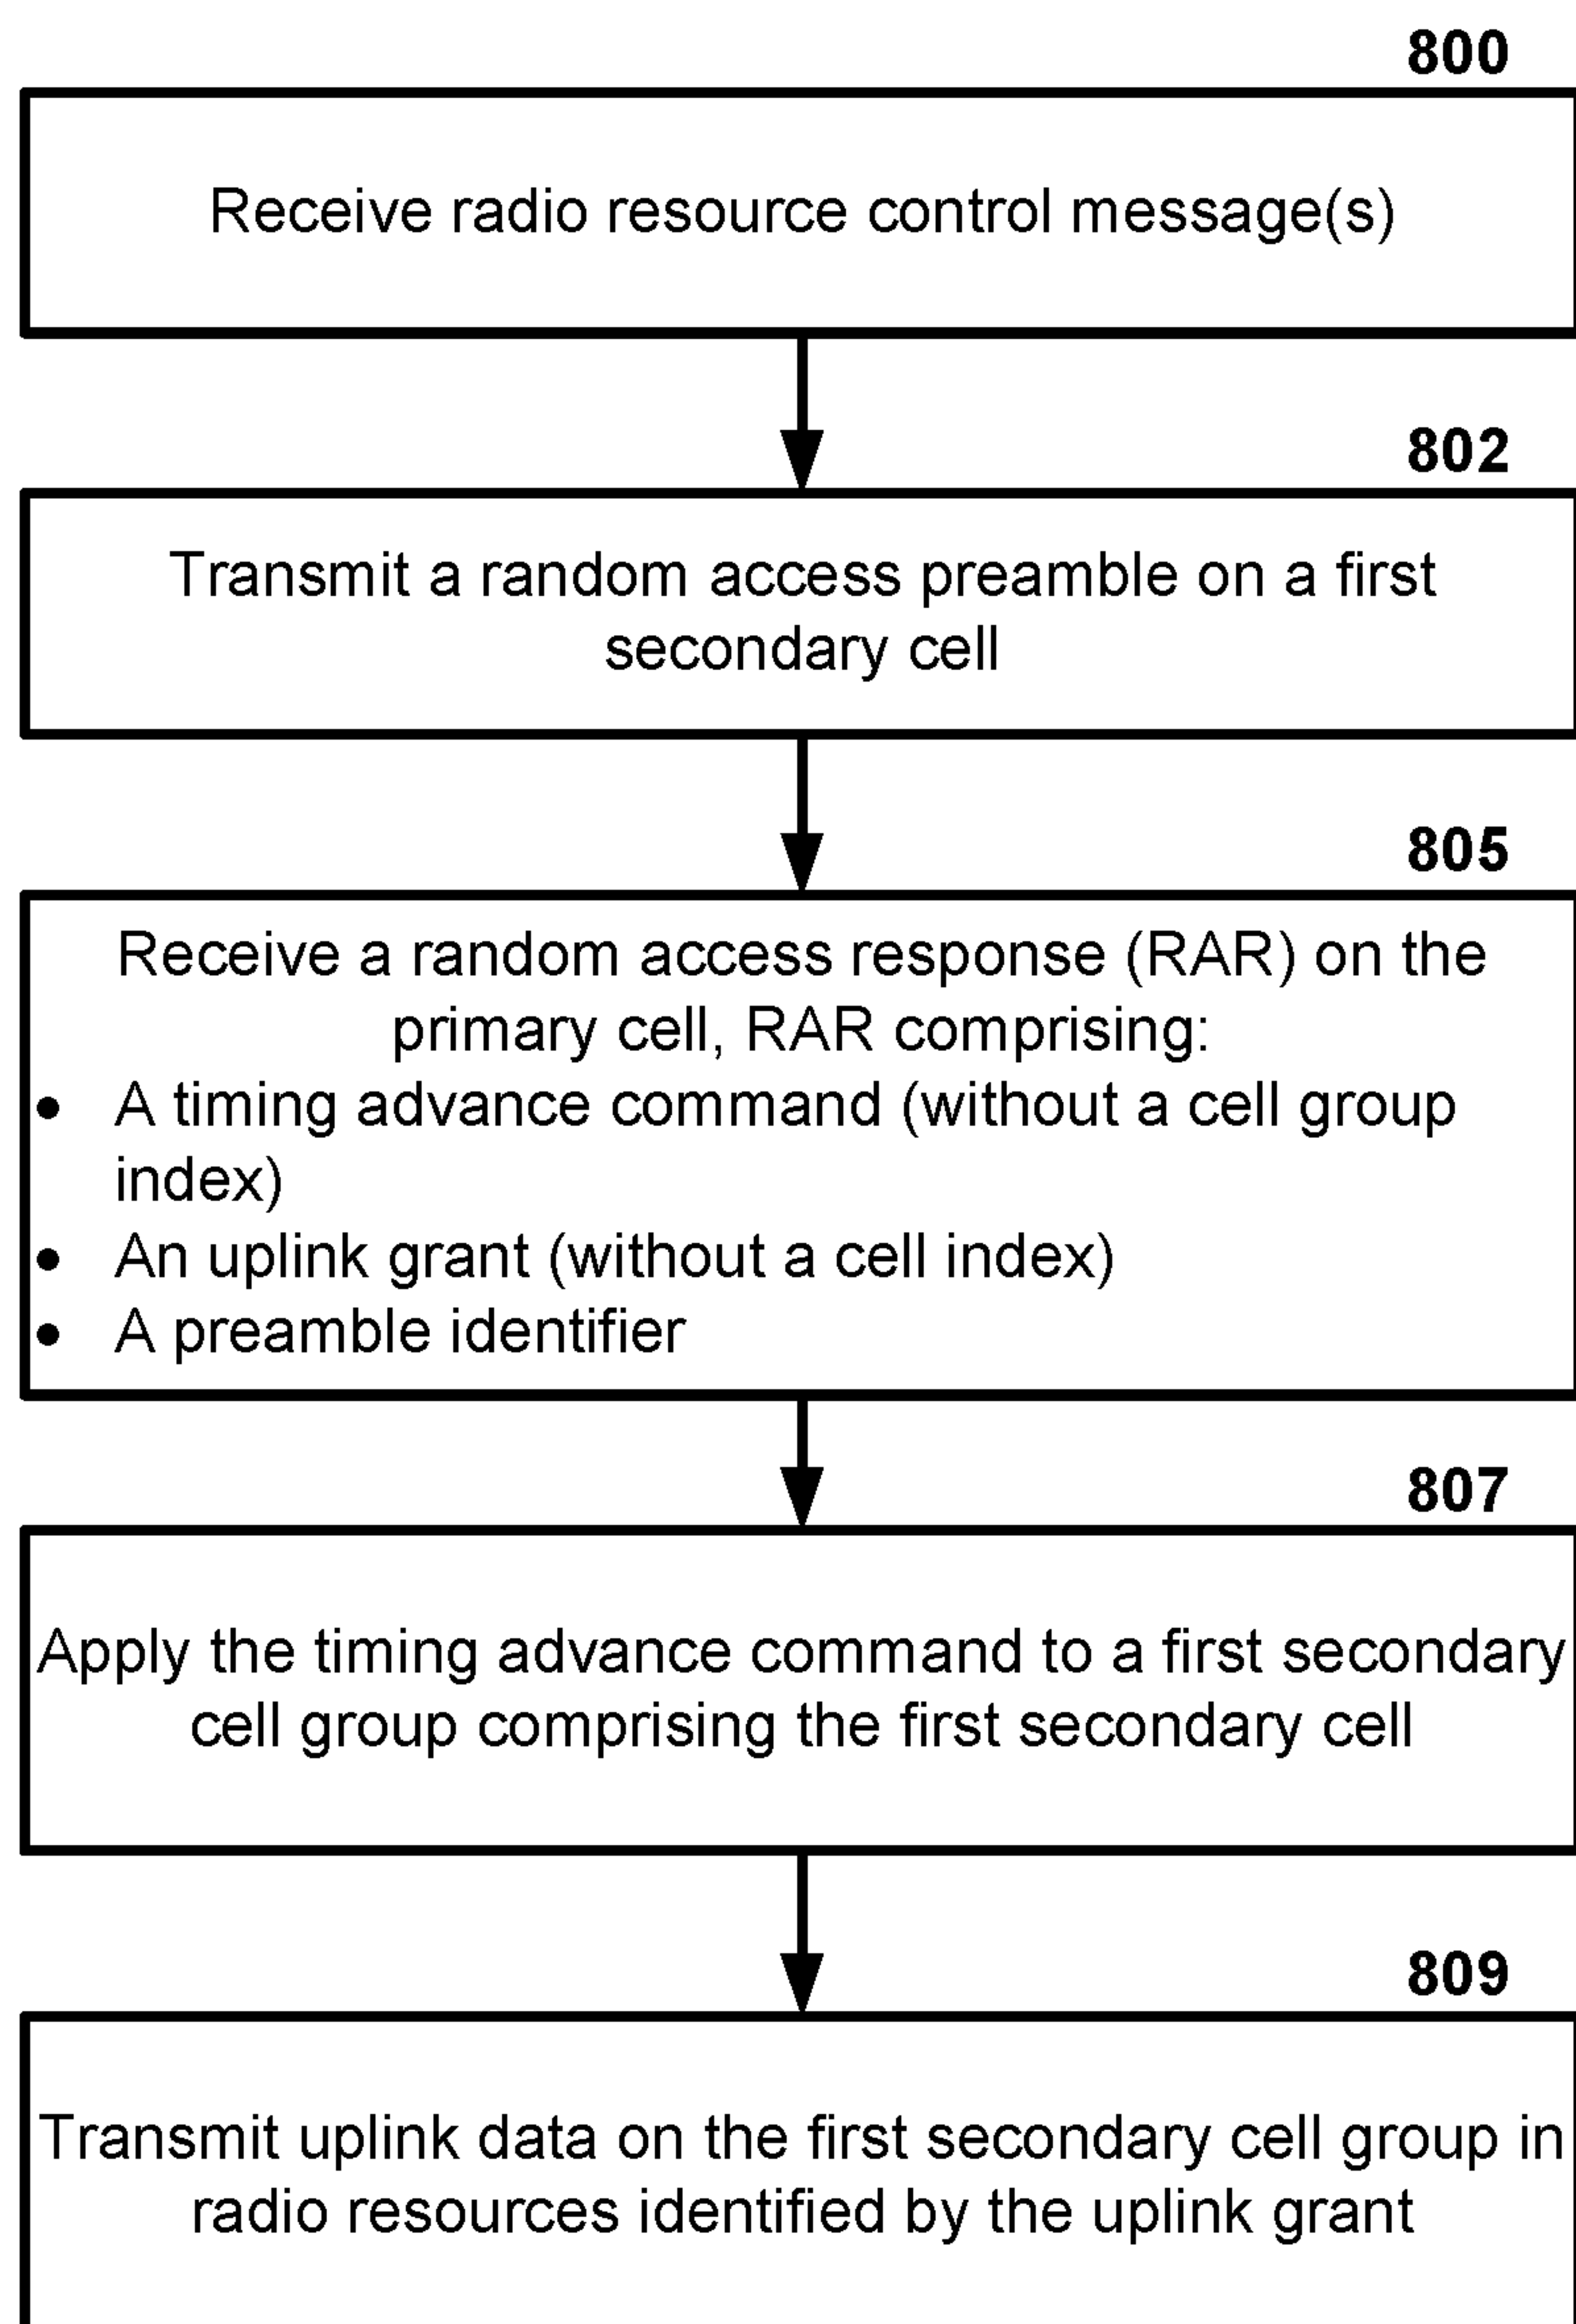 800
Receive radio resource control message(s)
802
Transmit a random access preamble on a first
secondary cell
805
Receive a random access response (RAR) on the
primary cell, RAR comprising:
• A timing advance command (without a cell group
index)
• An uplink grant (without a cell index)
• A preamble identifier
807
Apply the timing advance command to a first secondary
cell group comprising the first secondary cell
809
Transmit uplink data on the first secondary cell group in
radio resources identified by the uplink grant